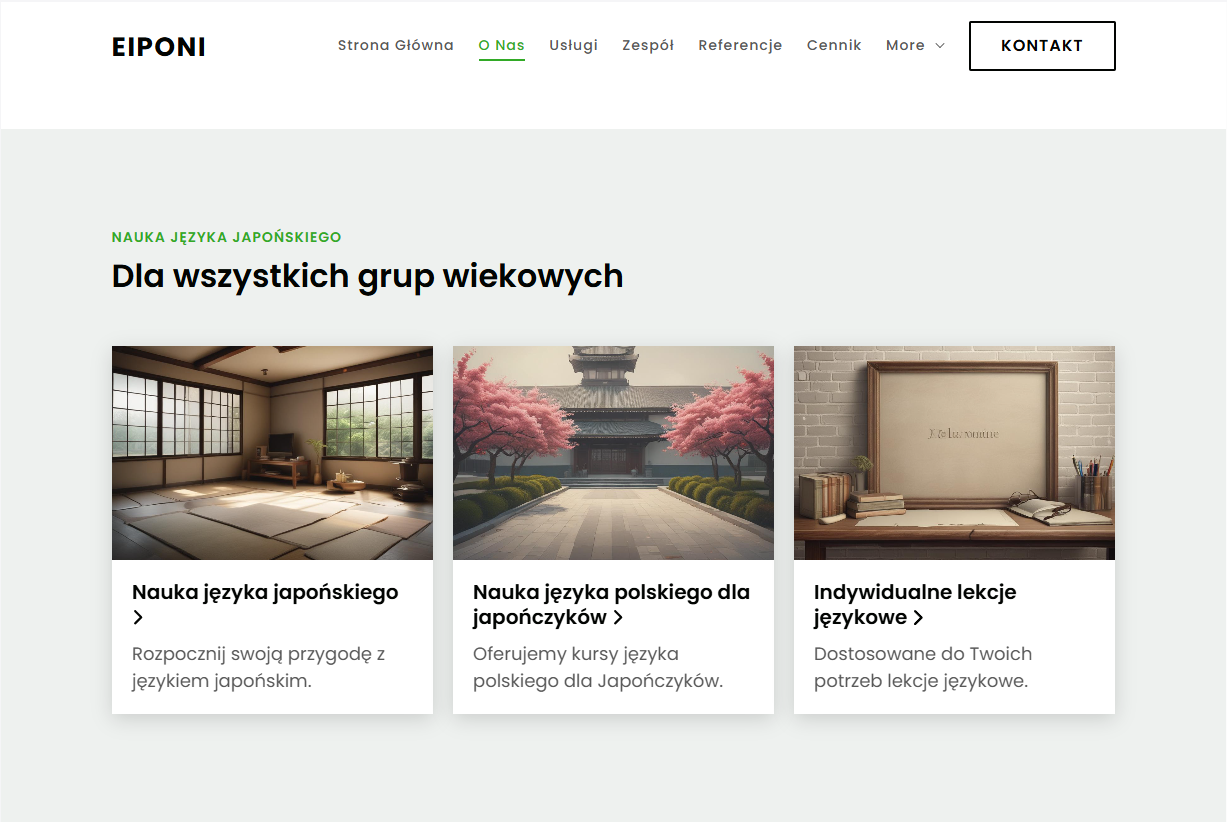 EIPONI
Strona Główna O Nas Usługi Zespół Referencje Cennik More KONTAKT
NAUKA JĘZYKA JAPOŃSKIEGO
Dla wszystkich grup wiekowych
Nauka języka japońskiego
Rozpocznij swoją przygodę z
językiem japońskim.
Nauka języka polskiego dla
japończyków
Oferujemy kursy języka
polskiego dla Japończyków.
Indywidualne lekcje
językowe
Dostosowane do Twoich
potrzeb lekcje językowe.